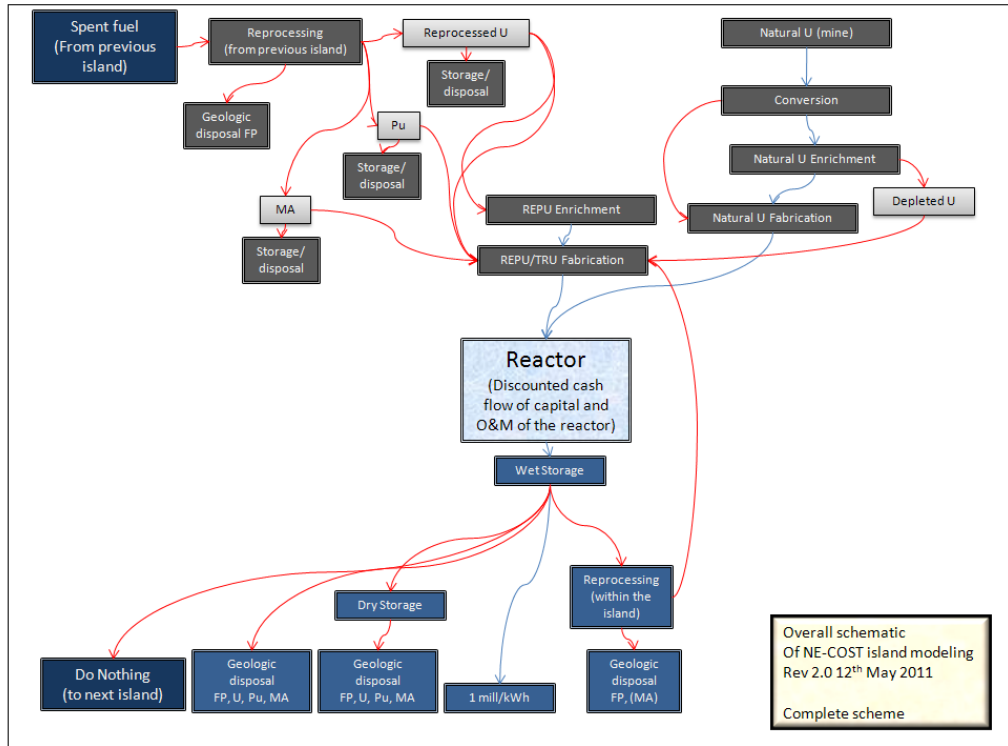 Spent fuel
(From previous
island)
Reprocessing
(from previous island)
Reprocessed U
Natural U (mine)
Storage/
disposal
Geologic
disposal FP
Conversion
Pu
Storage/
disposal
Natural U Enrichment
Depleted U
MA
REPU Enrichment
Natural U Fabrication
Storage/
disposal
REPU/TRU Fabrication
Reactor
(Discounted cash
flow of capital and
O&M of the reactor)
Wet Storage
Dry Storage
Reprocessing
(within the
island)
Do Nothing
(to next island)
Geologic
disposal
FP, U, Pu, MA
Geologic
disposal
FP, U, Pu, MA
1 mill/kWh
Geologic
disposal
FP, (MA)
Overall schematic
Of NE-COST island modeling
Rev 2.0 12th May 2011
Complete scheme